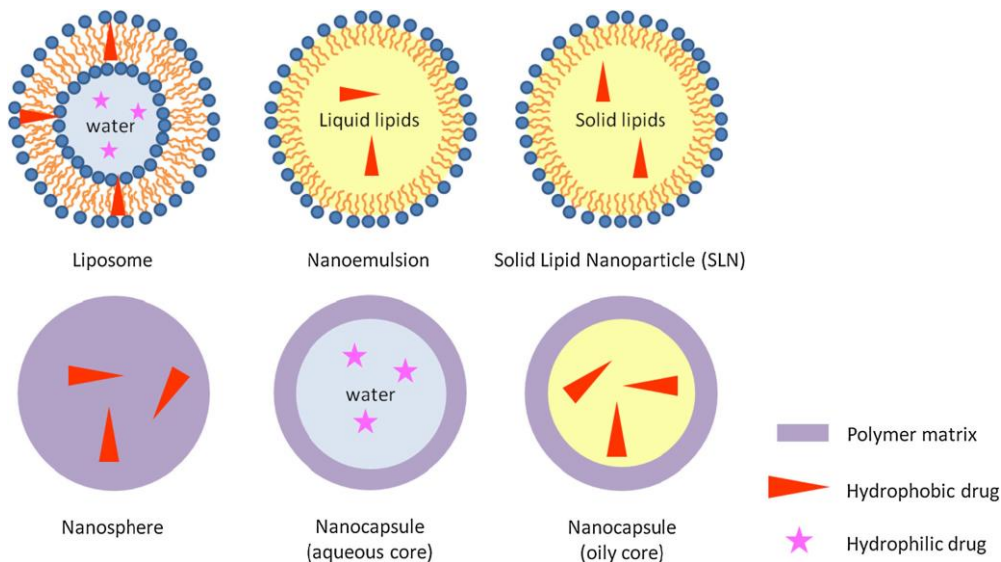 water
Liquid lipids
Solid lipids
Liposome
Nanoemulsion
Solid Lipid Nanoparticle (SLN)
water
Nanosphere
Nanocapsule
(aqueous core)
Nanocapsule
(oily core)
Polymer matrix
Hydrophobic drug
Hydrophilic drug